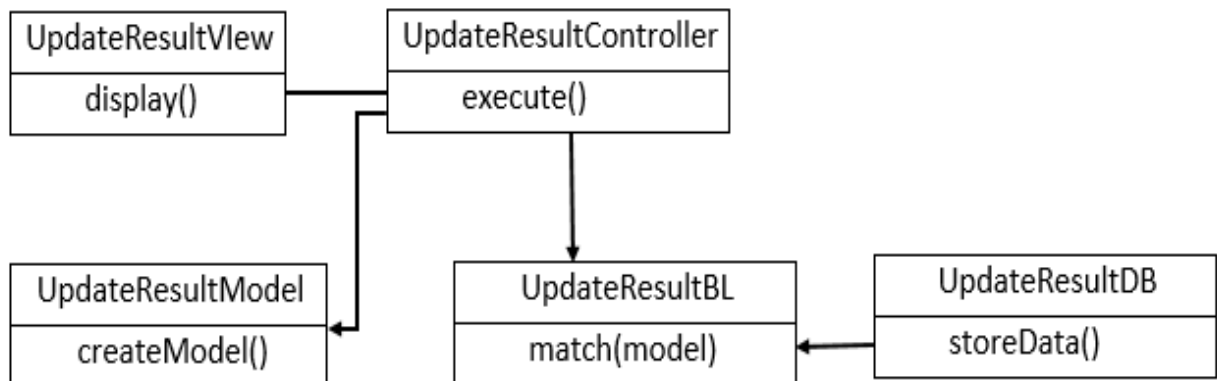 UpdateResultVIew
display()
UpdateResultController
execute()
UpdateResultModel
createModel()
UpdateResultBL
match(model)
UpdateResultDB
storeData()